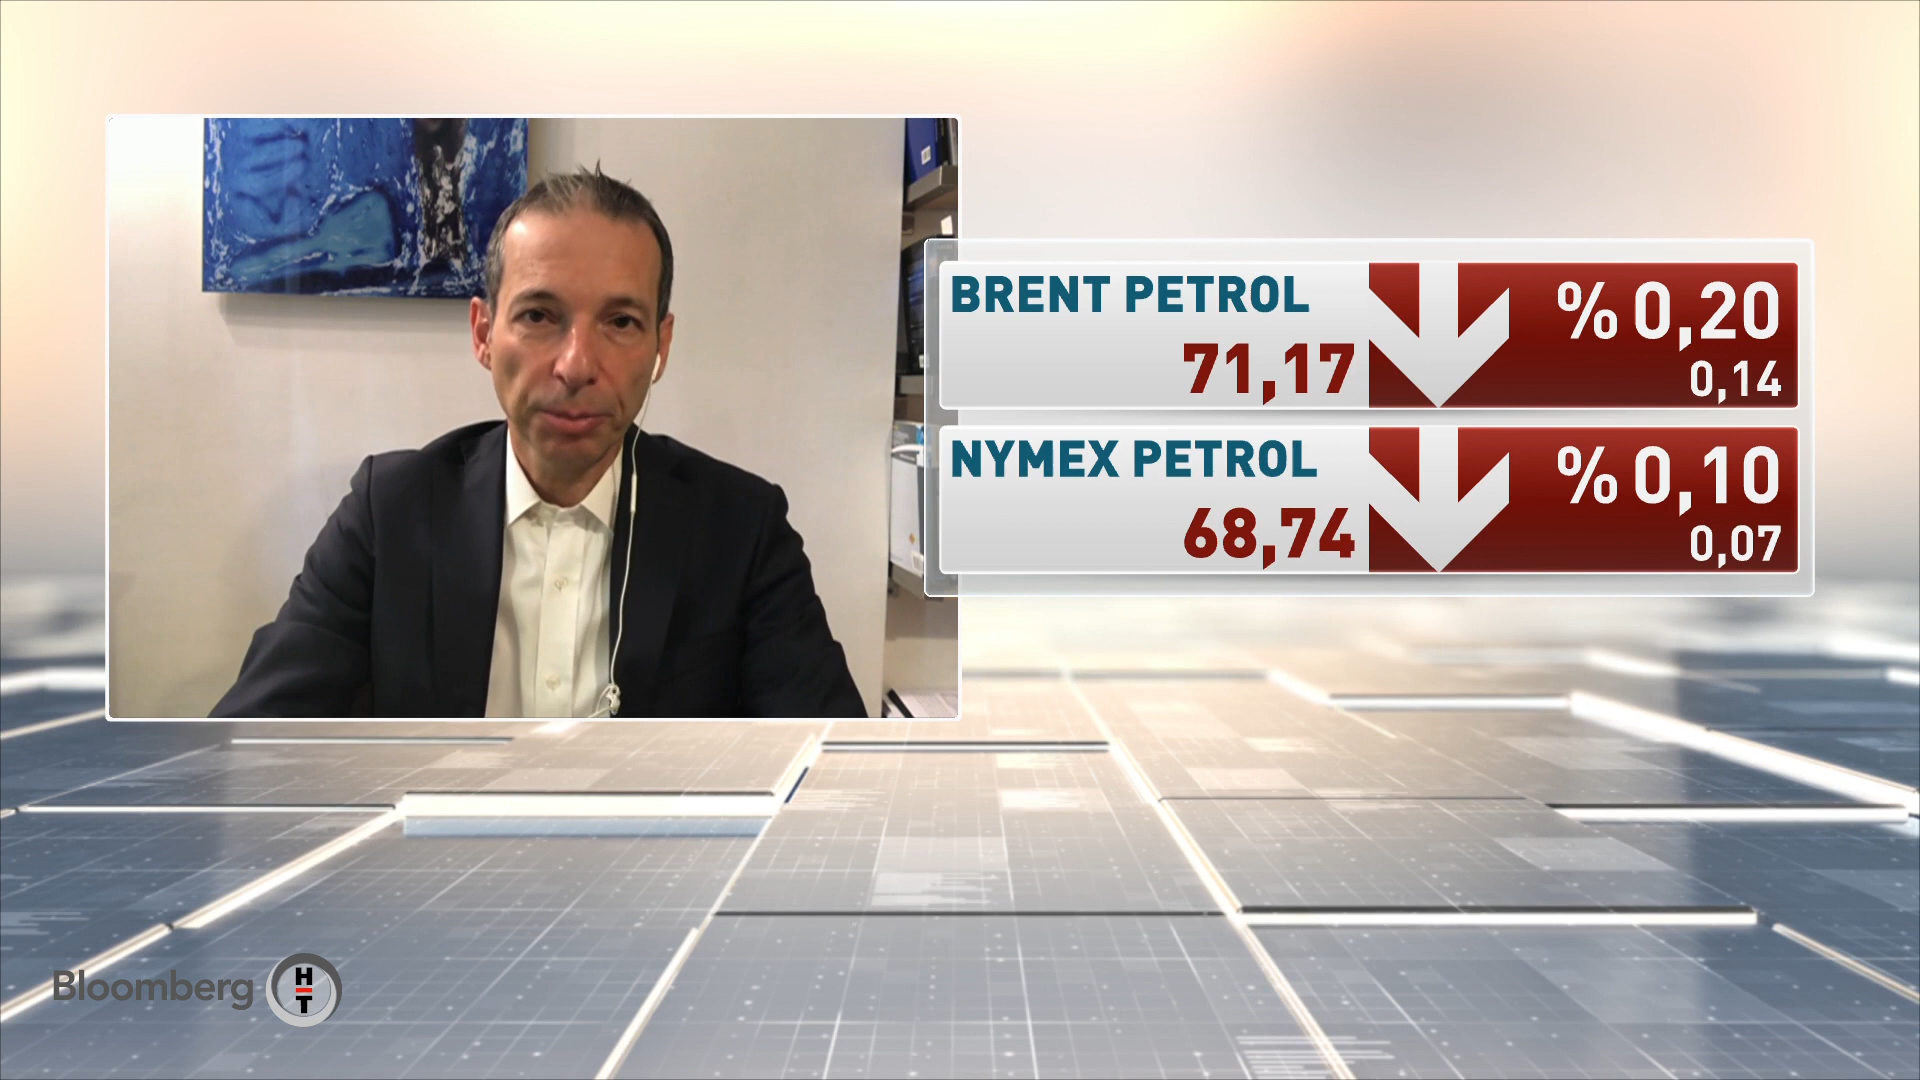 BRENT PETROL
71,17
% 0,20
0,14
NYMEX PETROL
68,74
% 0,10
0,07
Bloomberg HT